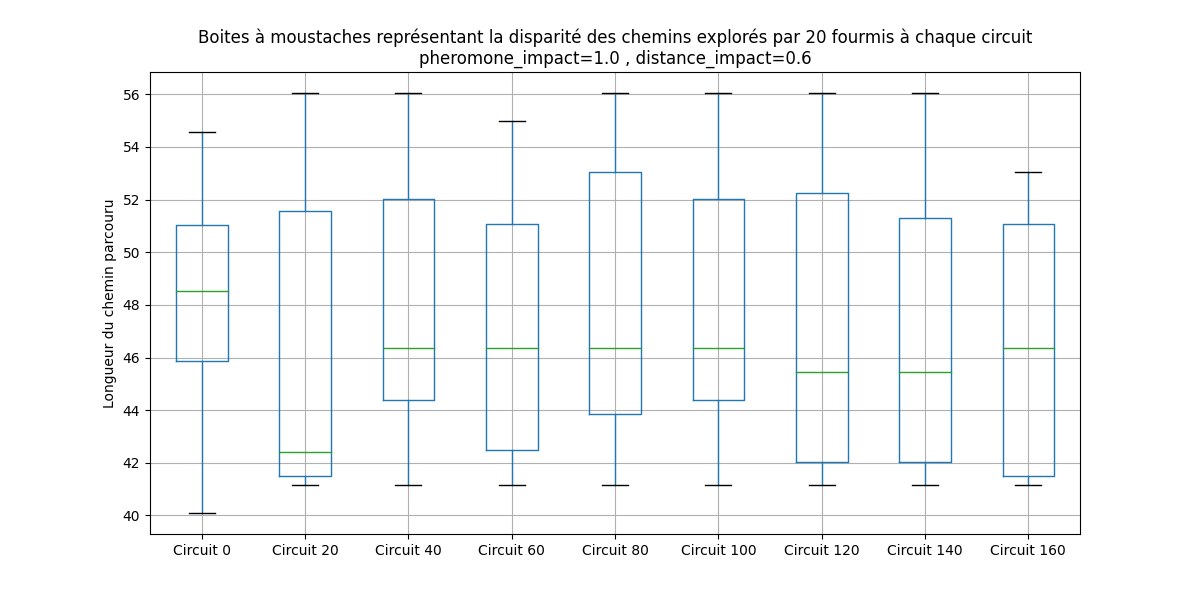 Boites à moustaches représentant la disparité des chemins explorés par 20 fourmis à chaque circuit
pheromone_impact=1.0 , distance_impact=0.6
Longueur du chemin parcouru
56
54
52
50
48
46
44
42
40
Circuit 0 Circuit 20 Circuit 40 Circuit 60 Circuit 80 Circuit 100 Circuit 120 Circuit 140 Circuit 160